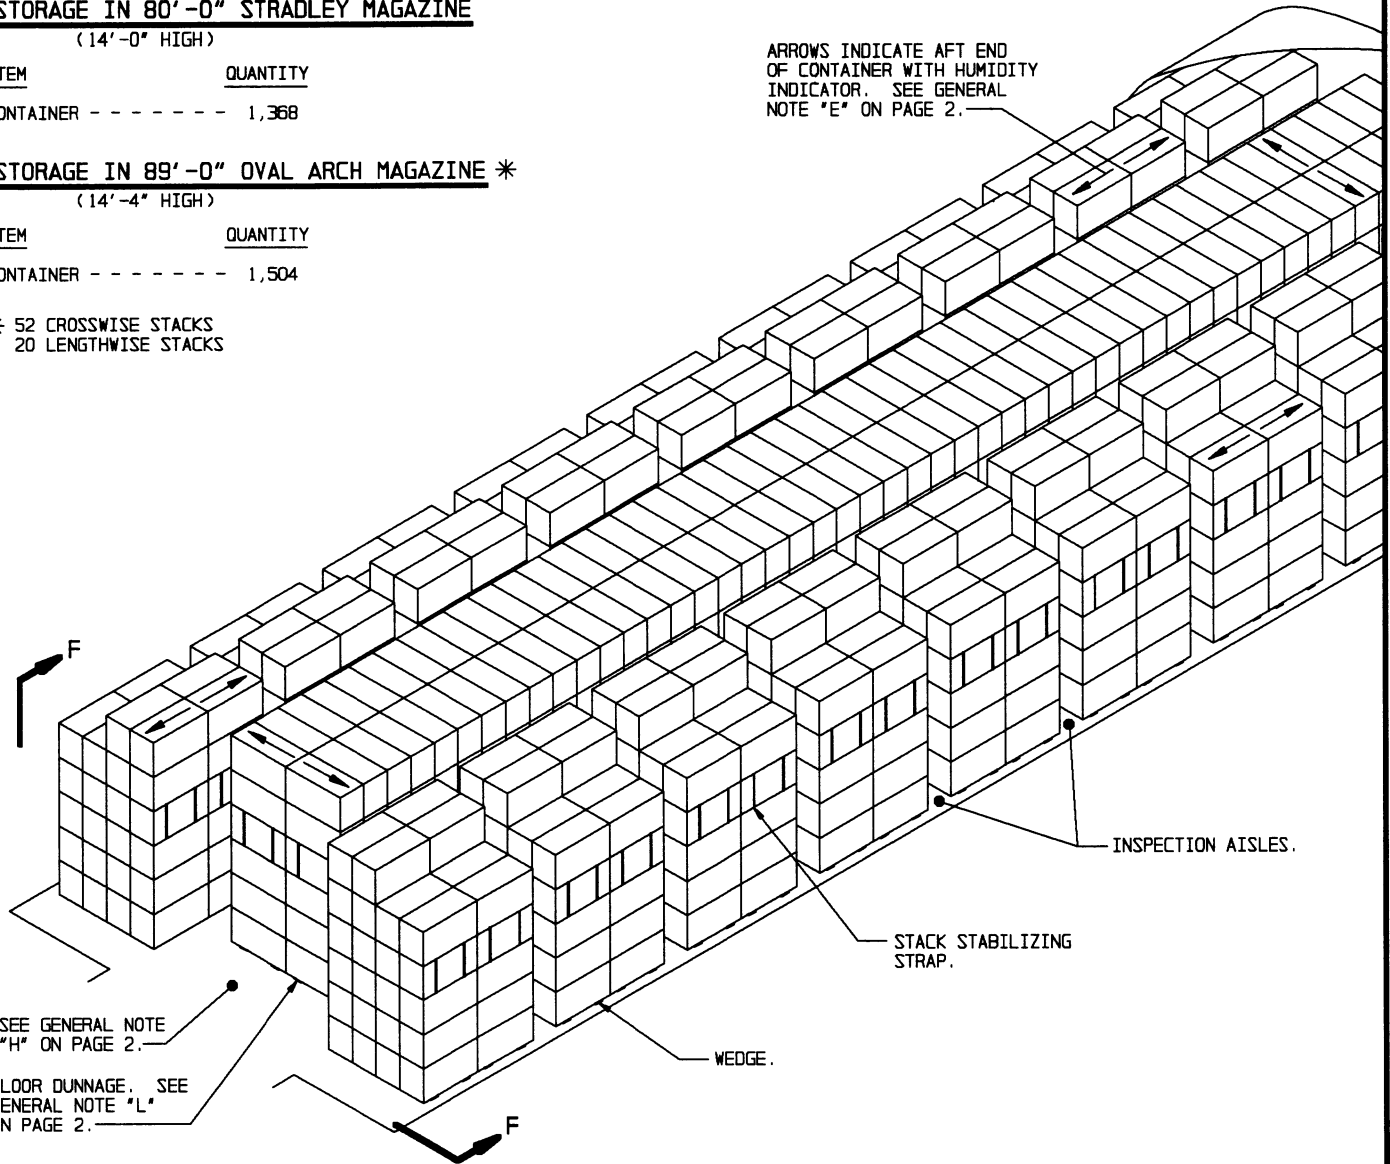 STORAGE IN 80'-0" STRADLEY MAGAZINE
(14'-0" HIGH)
TEM QUANTITY
ONTAINER - - - - - - - 1,368
STORAGE IN 89'-0" OVAL ARCH MAGAZINE *
(14'-4" HIGH)
TEM QUANTITY
ONTAINER - - - - - - - 1,504
* 52 CROSSWISE STACKS
20 LENGTHWISE STACKS
ARROWS INDICATE AFT END
OF CONTAINER WITH HUMIDITY
INDICATOR. SEE GENERAL
NOTE "E" ON PAGE 2.
F
INSPECTION AISLES.
STACK STABILIZING
STRAP.
WEDGE.
SEE GENERAL NOTE
"H" ON PAGE 2.
LOOR DUNNAGE. SEE
ENERAL NOTE "L"
N PAGE 2.
F